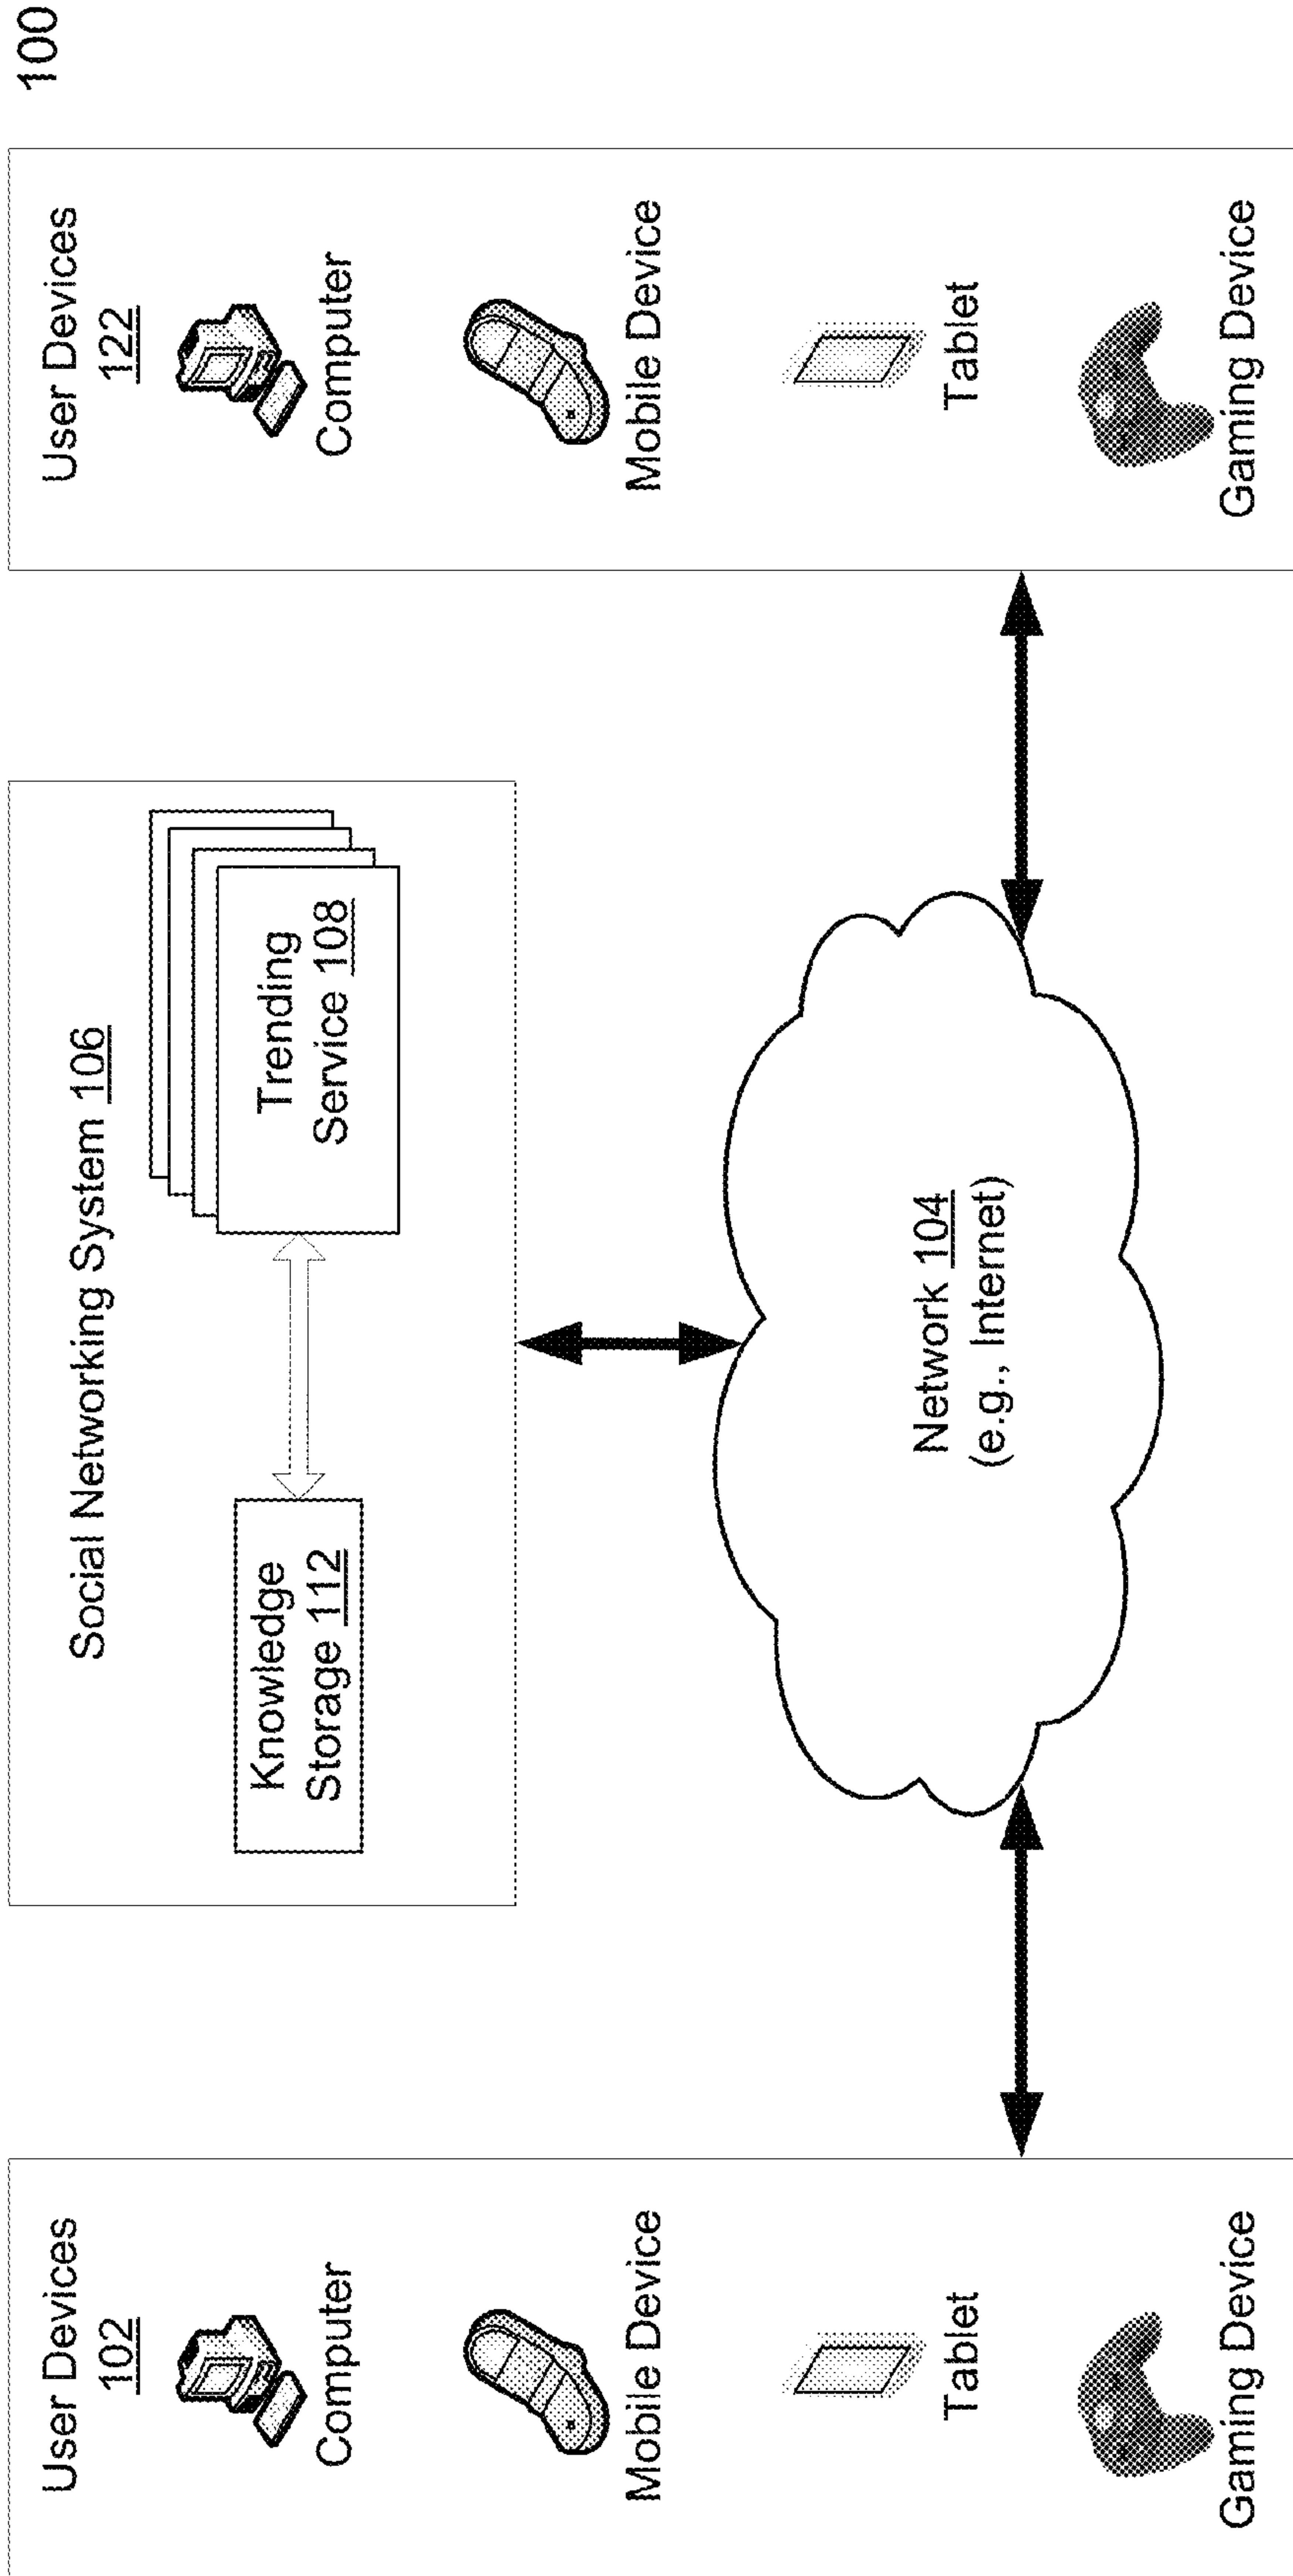 100
User Devices
102
Computer
Mobile Device
Tablet
Gaming Device
Social Networking System 106
Knowledge
Storage 112
Trending
Service 108
Network 104
(e.g., Internet)
User Devices
122
Computer
Mobile Device
Tablet
Gaming Device